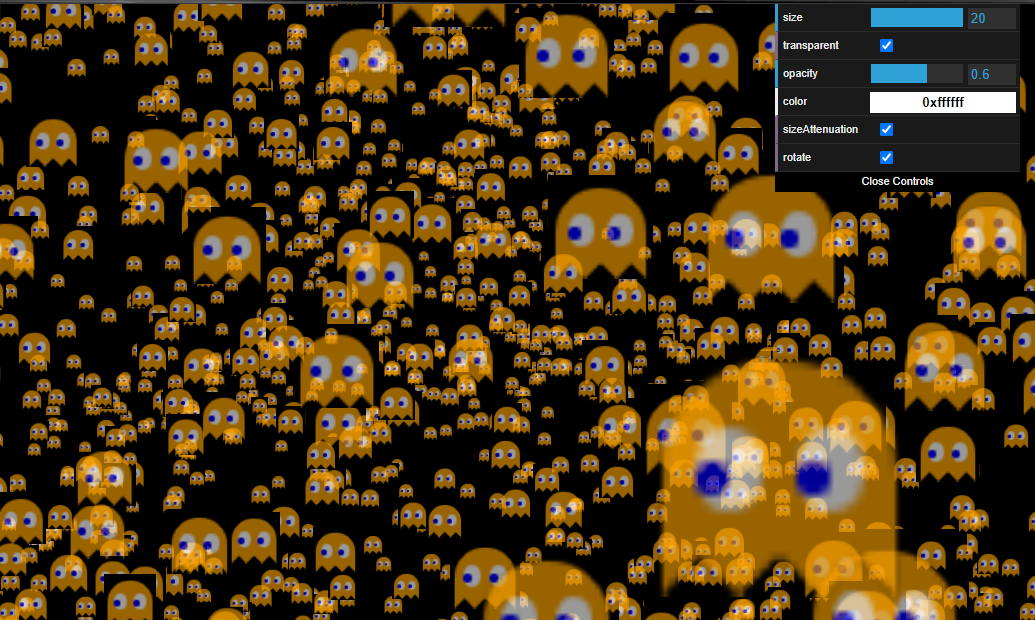 size 20
transparent
opacity 0.6
color 0xffffff
sizeAttenuation
rotate
Close Controls